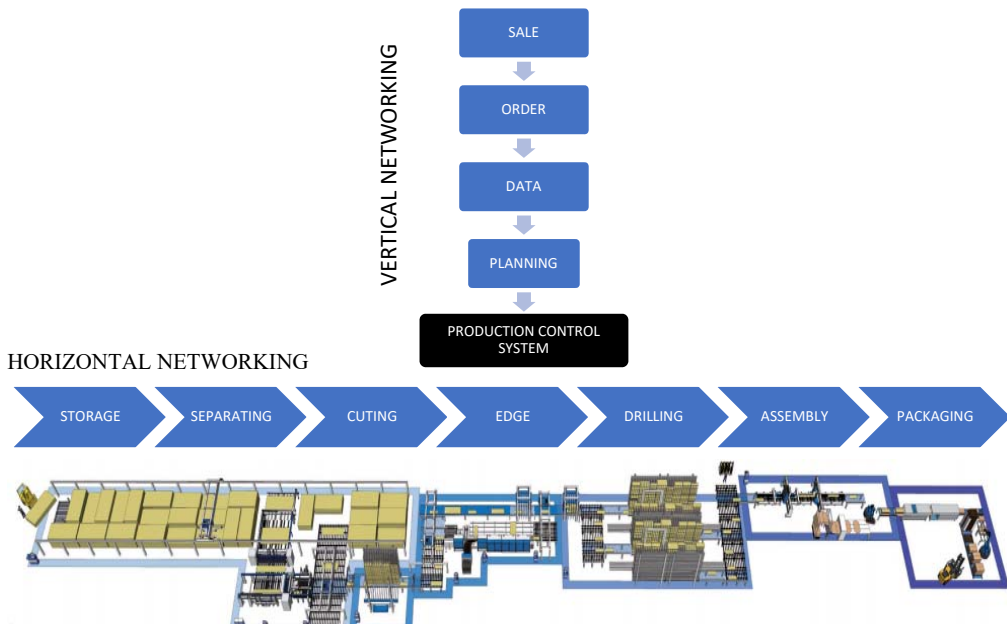 VERTICAL NETWORKING
SALE
ORDER
DATA
PLANNING
PRODUCTION CONTROL
SYSTEM
HORIZONTAL NETWORKING
STORAGE
SEPARATING
CUTING
EDGE
DRILLING
ASSEMBLY
PACKAGING